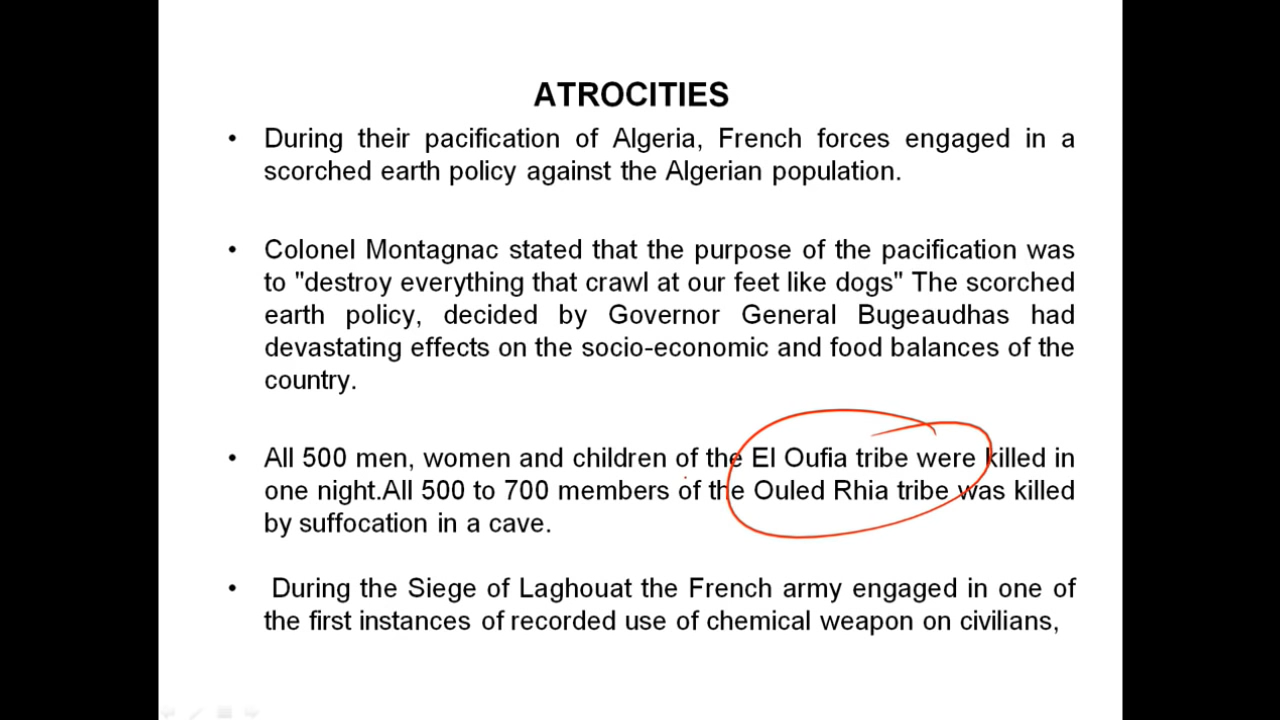 ATROCITIES
• During their pacification of Algeria, French forces engaged in a
scorched earth policy against the Algerian population.
• Colonel Montagnac stated that the purpose of the pacification was
to "destroy everything that crawl at our feet like dogs" The scorched
earth policy, decided by Governor General Bugeaudhas had
devastating effects on the socio-economic and food balances of the
country.
• All 500 men, women and children of the El Oufia tribe were killed in
one night.All 500 to 700 members of the Ouled Rhia tribe was killed
by suffocation in a cave.
• During the Siege of Laghouat the French army engaged in one of
the first instances of recorded use of chemical weapon on civilians,